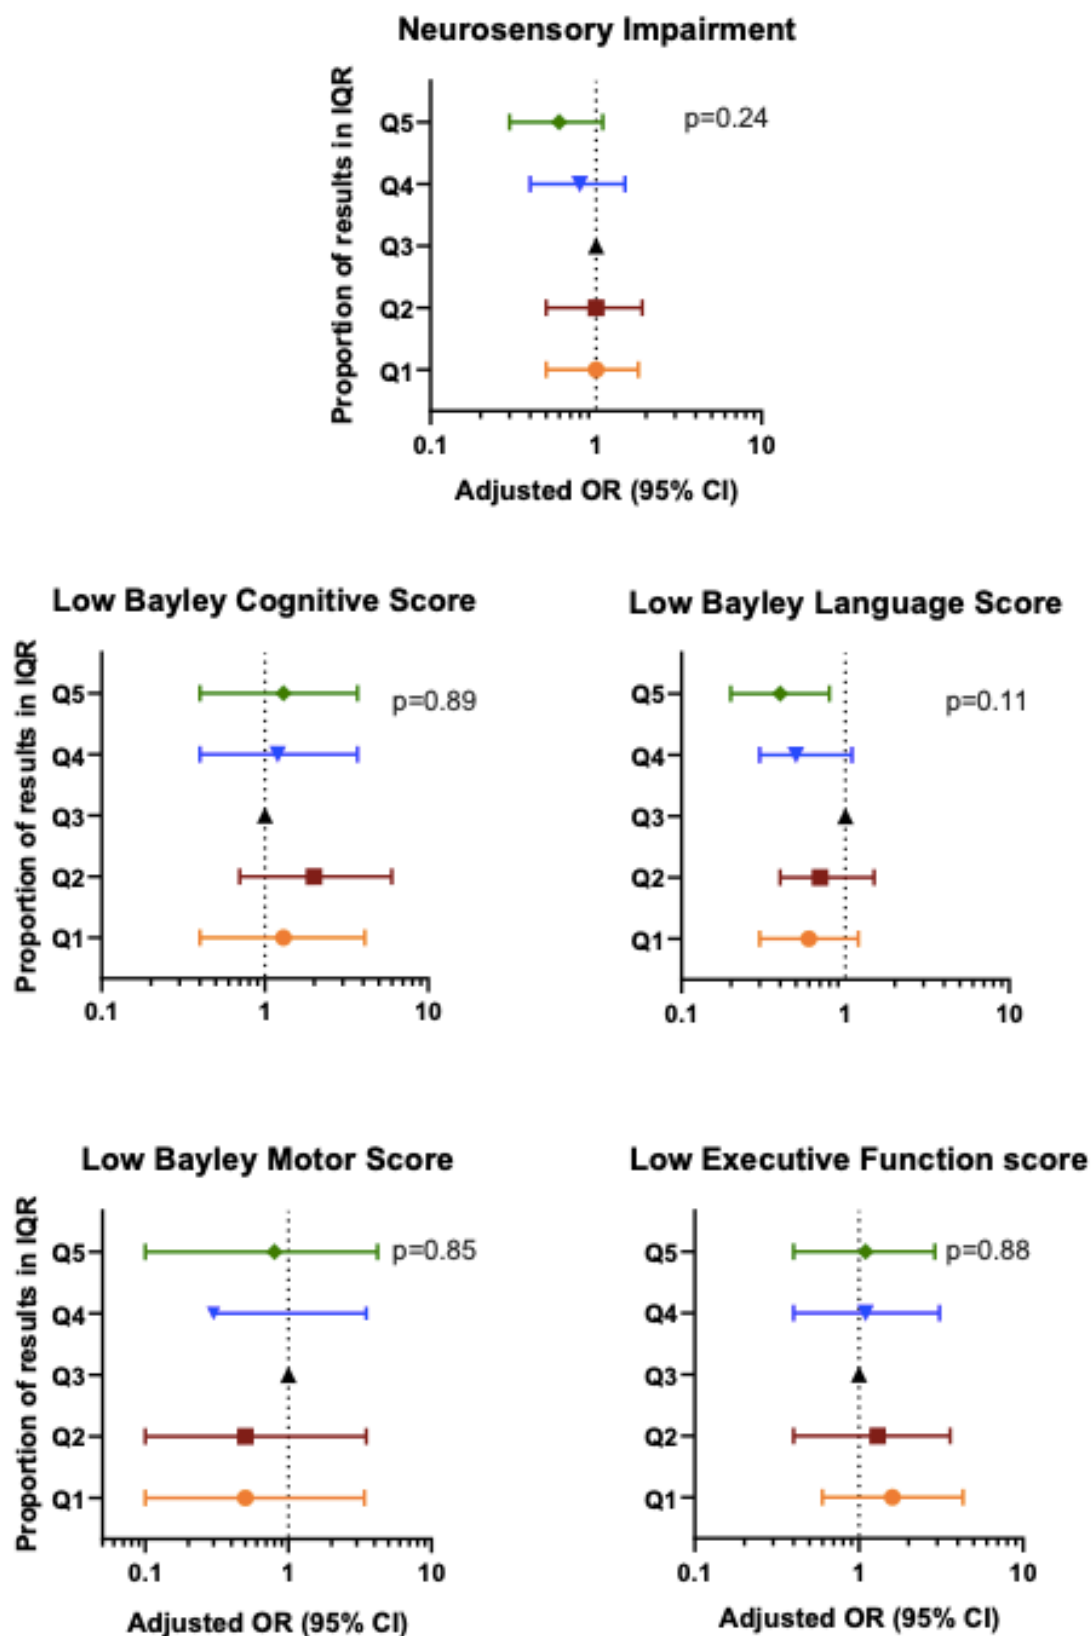 Neurosensory Impairment
Proportion of results in IQR
Q5
p=0.24
Q4
Q3
Q2
Q1
0.1 1 10
Adjusted OR (95% CI)
Low Bayley Cognitive Score
Proportion of results in IQR
Q5
p=0.89
Q4
Q3
Q2
Q1
0.1 1 10
Low Bayley Language Score
Q5
p=0.11
Q4
Q3
Q2
Q1
0.1 1 10
Low Bayley Motor Score
Proportion of results in IQR
Q5
p=0.85
Q4
Q3
Q2
Q1
0.1 1 10
Adjusted OR (95% CI)
Low Executive Function score
Q5
p=0.88
Q4
Q3
Q2
Q1
0.1 1 10
Adjusted OR (95% CI)